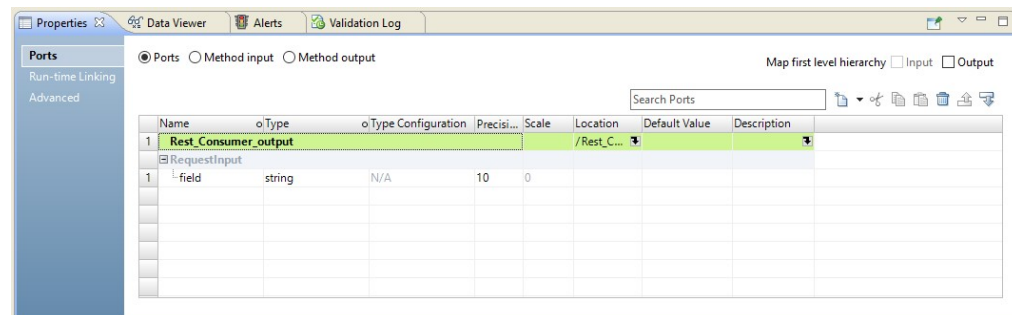 Properties Data Viewer Alerts Validation Log
Ports Ports Method input Method output
Map first level hierarchy Input Output
Run-time Linking
Advanced
Search Ports
Name Type Type Configuration Precisi... Scale Location Default Value Description
1 Rest_Consumer_output /Rest_C...
RequestInput
1 field string N/A 10 0